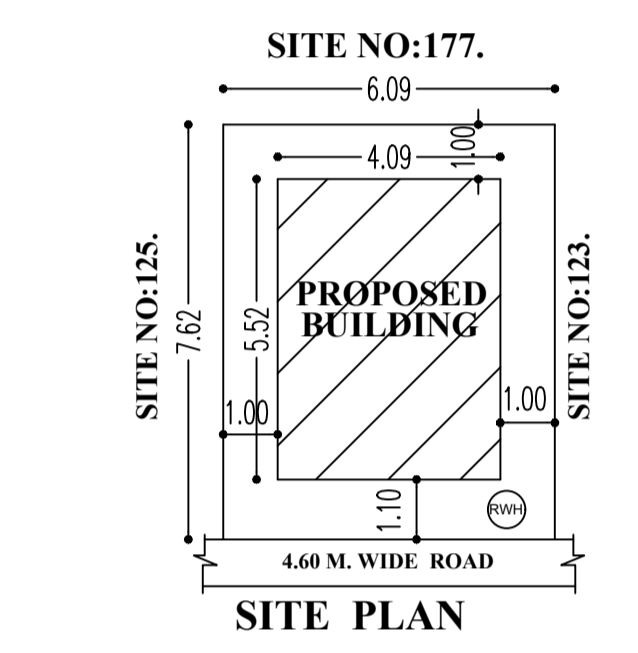 SITE NO:177.
6.09
4.09
1.00
SITE NO:125.
7.62
5.52
PROPOSED
BUILDING
SITE NO:123.
1.00
1.00
1.10
RWH
4.60 M. WIDE ROAD
SITE PLAN